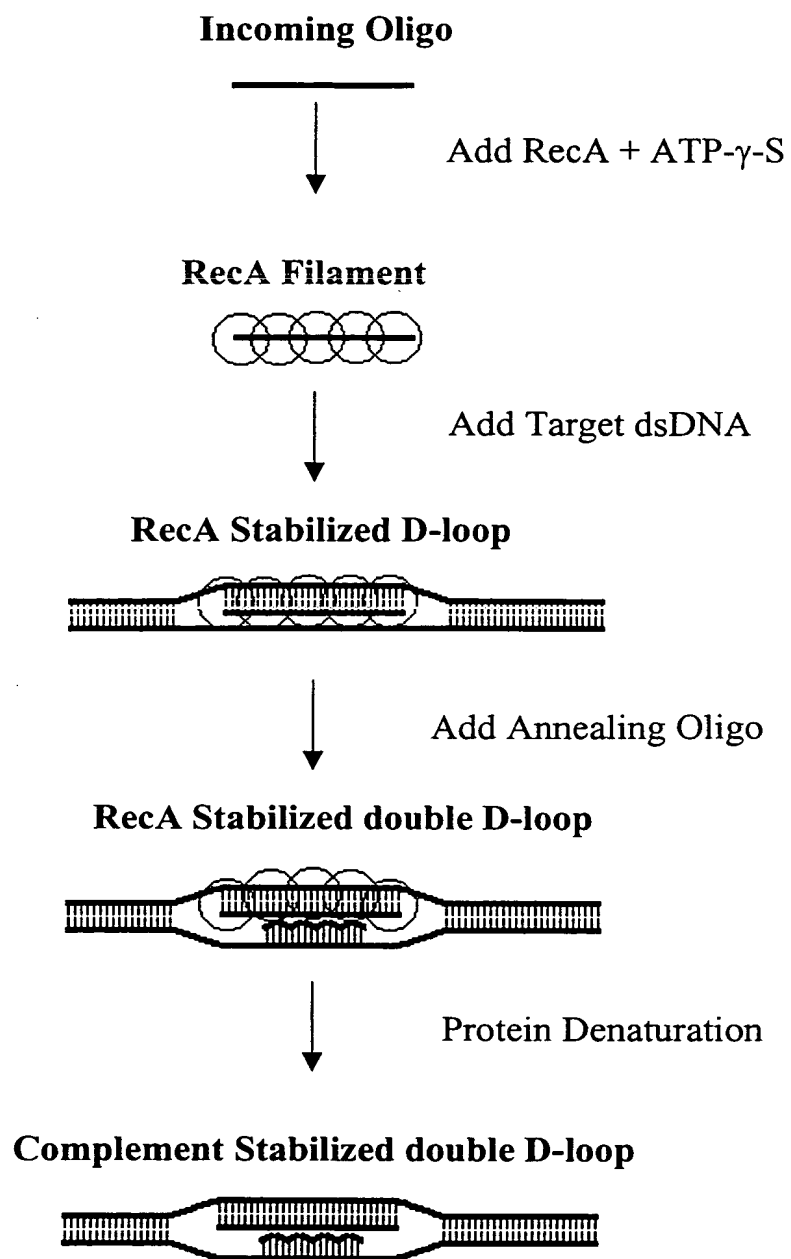 Incoming Oligo
Add RecA + ATP-γ-S
RecA Filament
Add Target dsDNA
RecA Stabilized D-loop
Add Annealing Oligo
RecA Stabilized double D-loop
Protein Denaturation
Complement Stabilized double D-loop